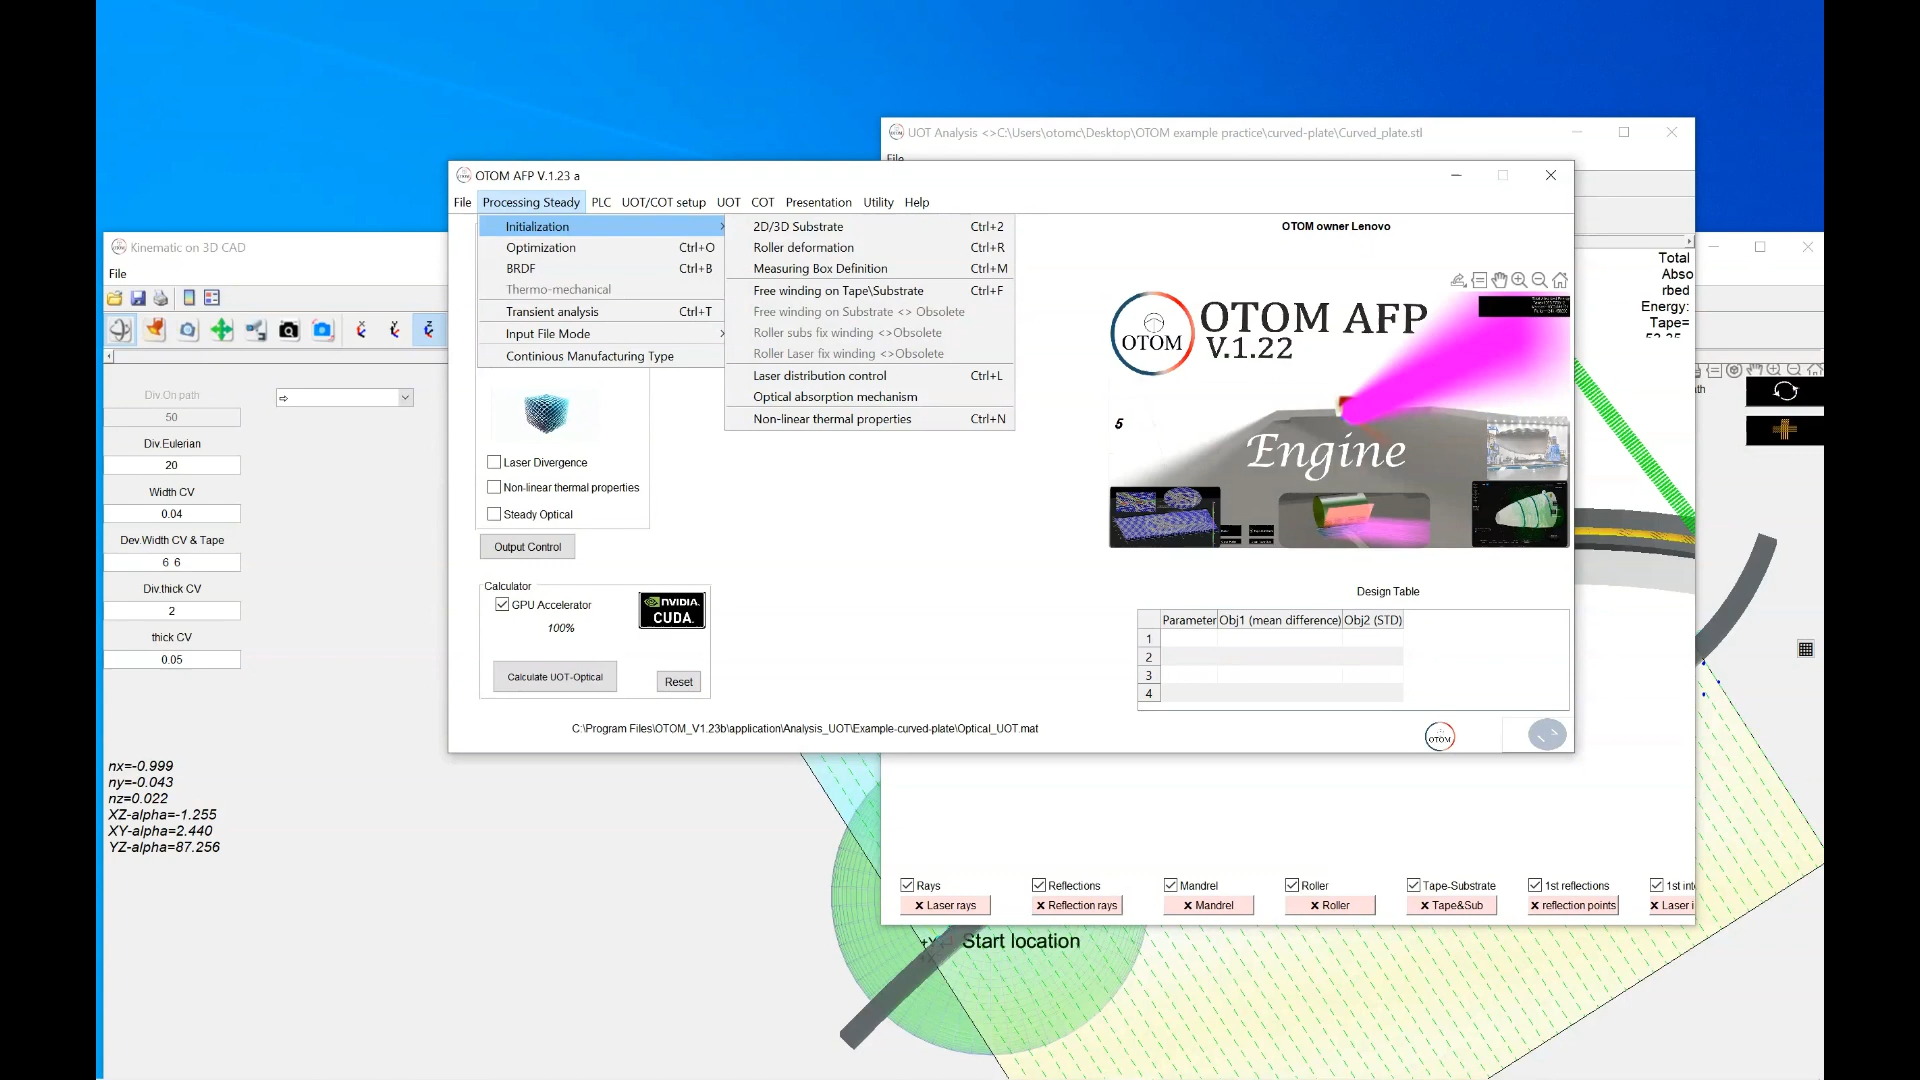 UOT Analysis <>C:\Users\otomc\Desktop\OTOM example practice\curved-plate\Curved_plate.stl
File
OTOM AFP V.1.23 a
File Processing Steady PLC UOT/COT setup UOT COT Presentation Utility Help
Initialization
Optimization Ctrl+O
BRDF Ctrl+B
Thermo-mechanical
Transient analysis Ctrl+T
Input File Mode
Continious Manufacturing Type
2D/3D Substrate Ctrl+2
Roller deformation Ctrl+R
Measuring Box Definition Ctrl+M
Free winding on Tape\Substrate Ctrl+F
Free winding on Substrate <> Obsolete
Roller subs fix winding <>Obsolete
Roller Laser fix winding <>Obsolete
Laser distribution control Ctrl+L
Optical absorption mechanism
Non-linear thermal properties Ctrl+N
OTOM owner Lenovo
OTOM
OTOM AFP
V.1.22
5
Engine
Laser Divergence
Non-linear thermal properties
Steady Optical
Output Control
Calculator
GPU Accelerator
100%
NVIDIA.
CUDA.
Calculate UOT-Optical
Reset
Design Table
Parameter Obj1 (mean difference) Obj2 (STD)
1
2
3
4
C:\Program Files\OTOM_V1.23b\application\Analysis_UOT\Example-curved-plate\Optical_UOT.mat
OTOM
Kinematic on 3D CAD
File
Div.On path
50
Div.Eulerian
20
Width CV
0.04
Dev.Width CV & Tape
6 6
Div.thick CV
2
thick CV
0.05
nx=-0.999
ny=-0.043
nz=0.022
XZ-alpha=-1.255
XY-alpha=2.440
YZ-alpha=87.256
Total
Abso
rbed
Energy:
Tape=
Rays
Reflections
Mandrel
Roller
Tape-Substrate
1st reflections
1st int
x Laser rays
x Reflection rays
x Mandrel
x Roller
x Tape&Sub
x reflection points
x Laser i
Start location